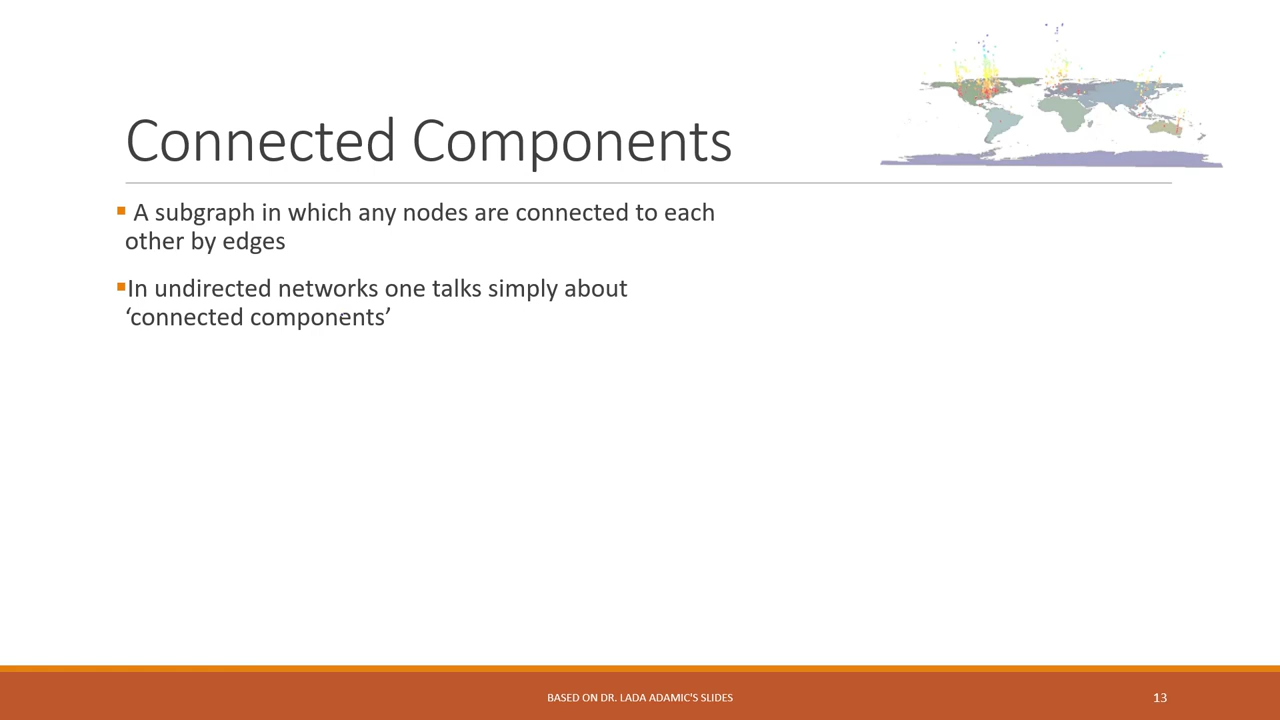 Connected Components
▪ A subgraph in which any nodes are connected to each
other by edges
▪In undirected networks one talks simply about
‘connected components’
BASED ON DR. LADA ADAMIC'S SLIDES
13